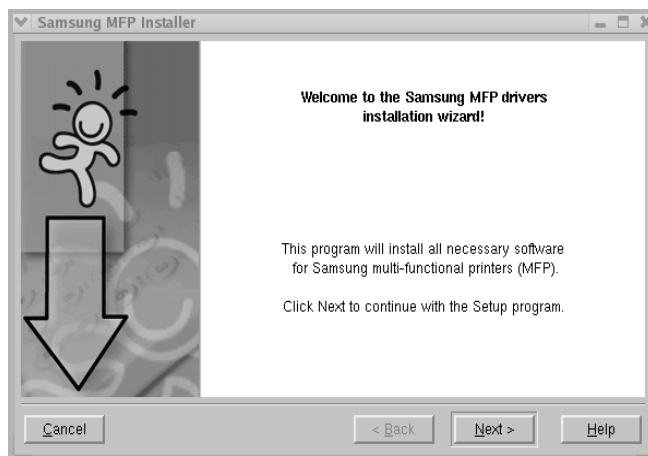 Samsung MFP Installer
Welcome to the Samsung MFP drivers
installation wizard!
This program will install all necessary software
for Samsung multi-functional printers (MFP).
Click Next to continue with the Setup program.
Cancel
< Back
Next >
Help